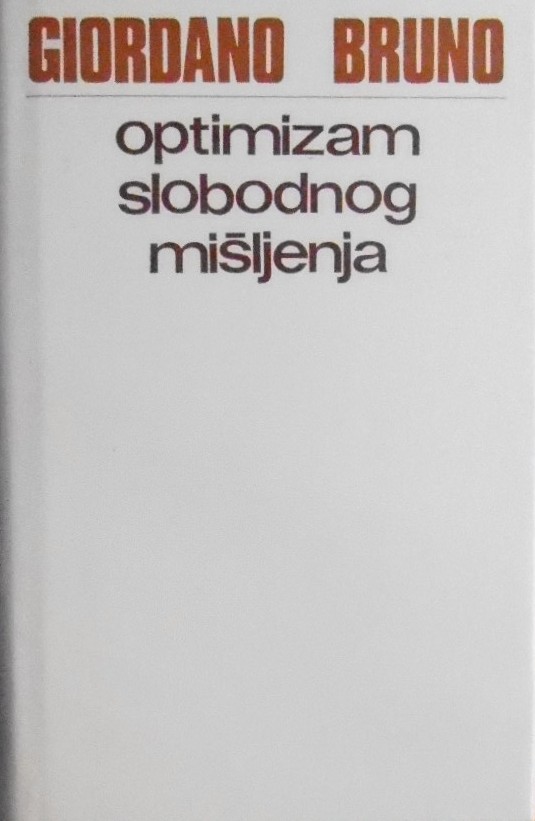 GIORDANO BRUNO
optimizam
slobodnog
mišljenja